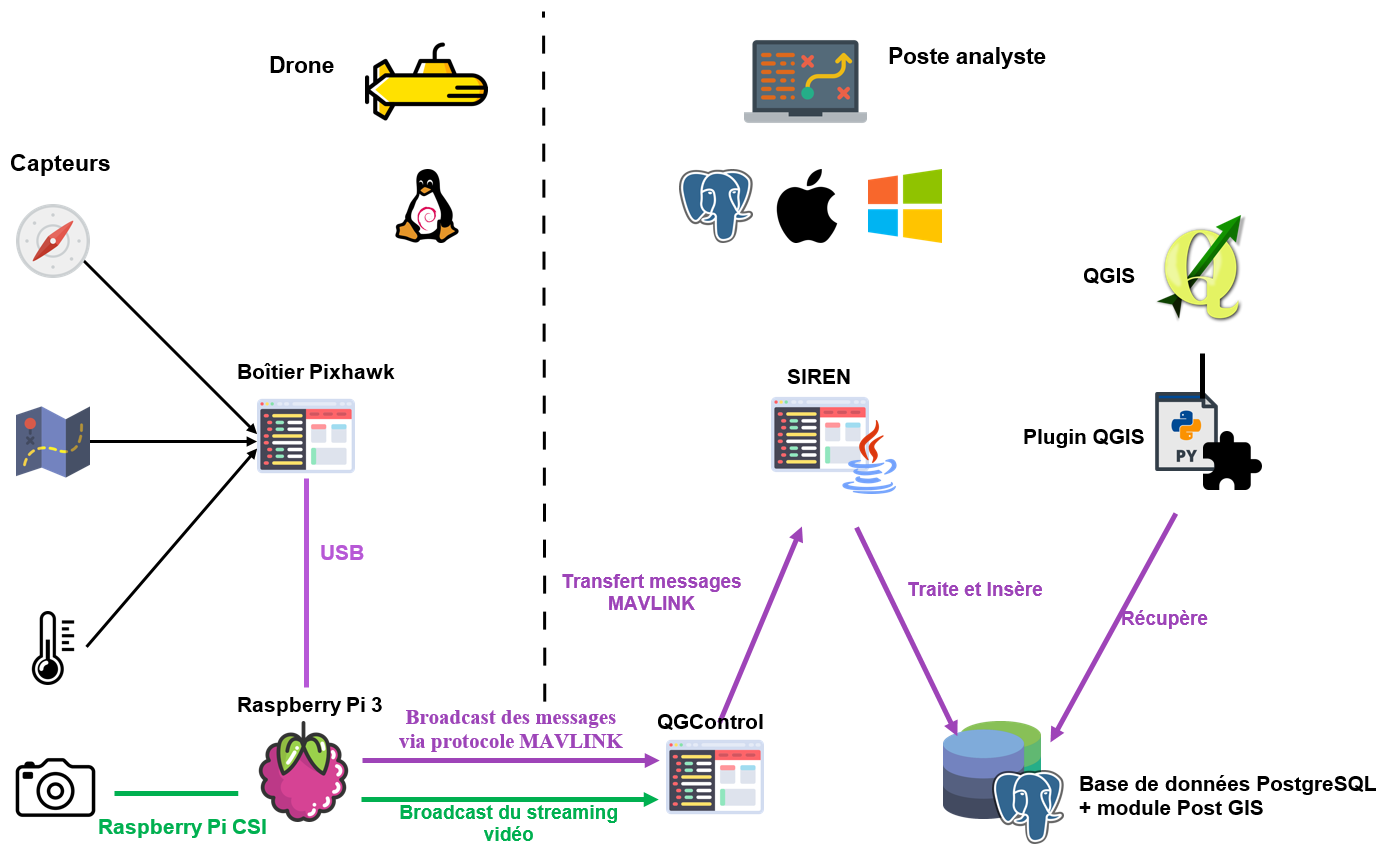 Drone
Poste analyste
Capteurs
QGIS
Boîtier Pixhawk
SIREN
Plugin QGIS
PY
USB
Transfert messages
MAVLINK
Traite et Insère
Récupère
Raspberry Pi 3
Broadcast des messages
via protocole MAVLINK
QGControl
Base de données PostgreSQL
+ module Post GIS
Raspberry Pi CSI
Broadcast du streaming
vidéo